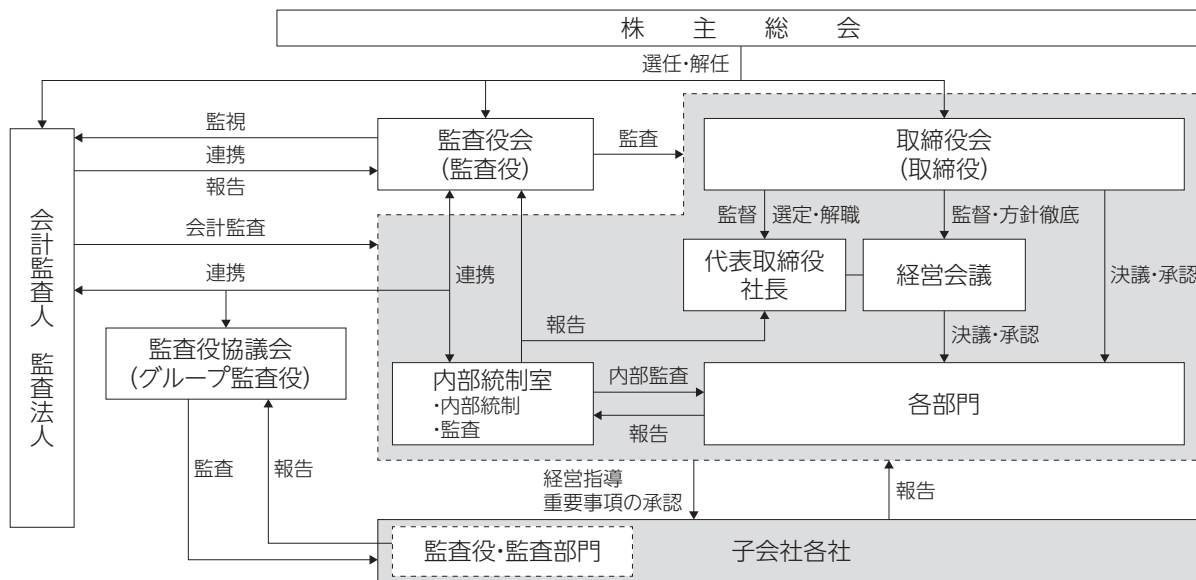 株主総会
選任・解任
監視
連携
報告
監査役会
(監査役)
監査
取締役会
(取締役)
会計監査人 監査法人
会計監査
連携
連携
監督
選定・解職
監督・方針徹底
代表取締役
社長
経営会議
決議・承認
報告
決議・承認
監査役協議会
(グループ監査役)
内部統制室
・内部統制
・監査
内部監査
報告
各部門
監査
報告
経営指導
重要事項の承認
報告
監査役・監査部門
子会社各社